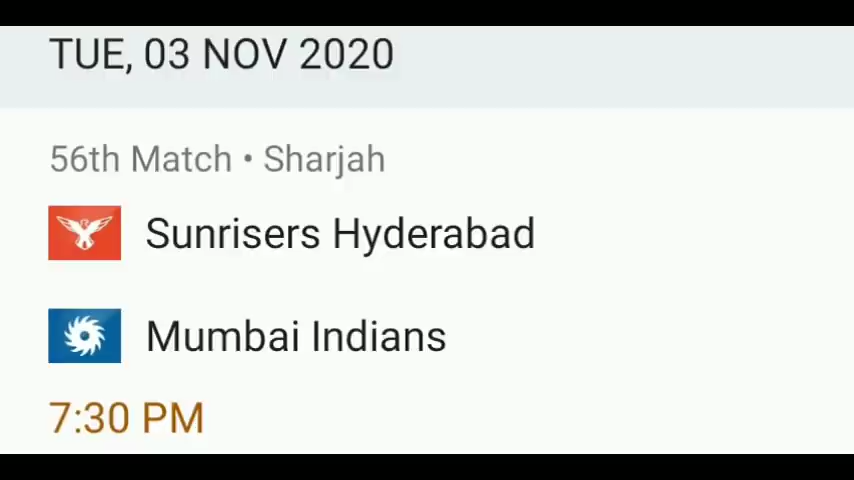 TUE, 03 NOV 2020
56th Match • Sharjah
Sunrisers Hyderabad
Mumbai Indians
7:30 PM